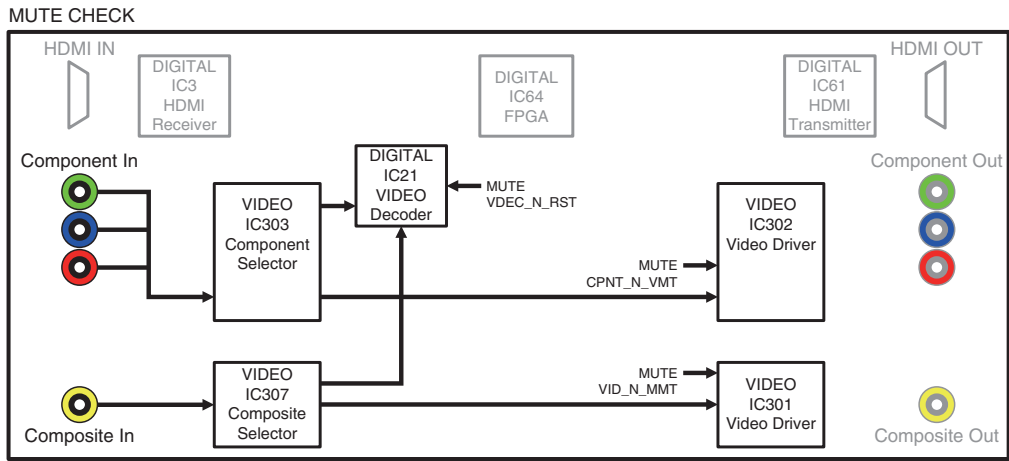 MUTE CHECK
HDMI IN
DIGITAL
IC3
HDMI
Receiver
DIGITAL
IC64
FPGA
DIGITAL
IC61
HDMI
Transmitter
HDMI OUT
Component In
VIDEO
IC303
Component
Selector
DIGITAL
IC21
VIDEO
Decoder
MUTE
VDEC_N_RST
MUTE
CPNT_N_VMT
VIDEO
IC302
Video Driver
Component Out
Composite In
VIDEO
IC307
Composite
Selector
MUTE
VID_N_MMT
VIDEO
IC301
Video Driver
Composite Out